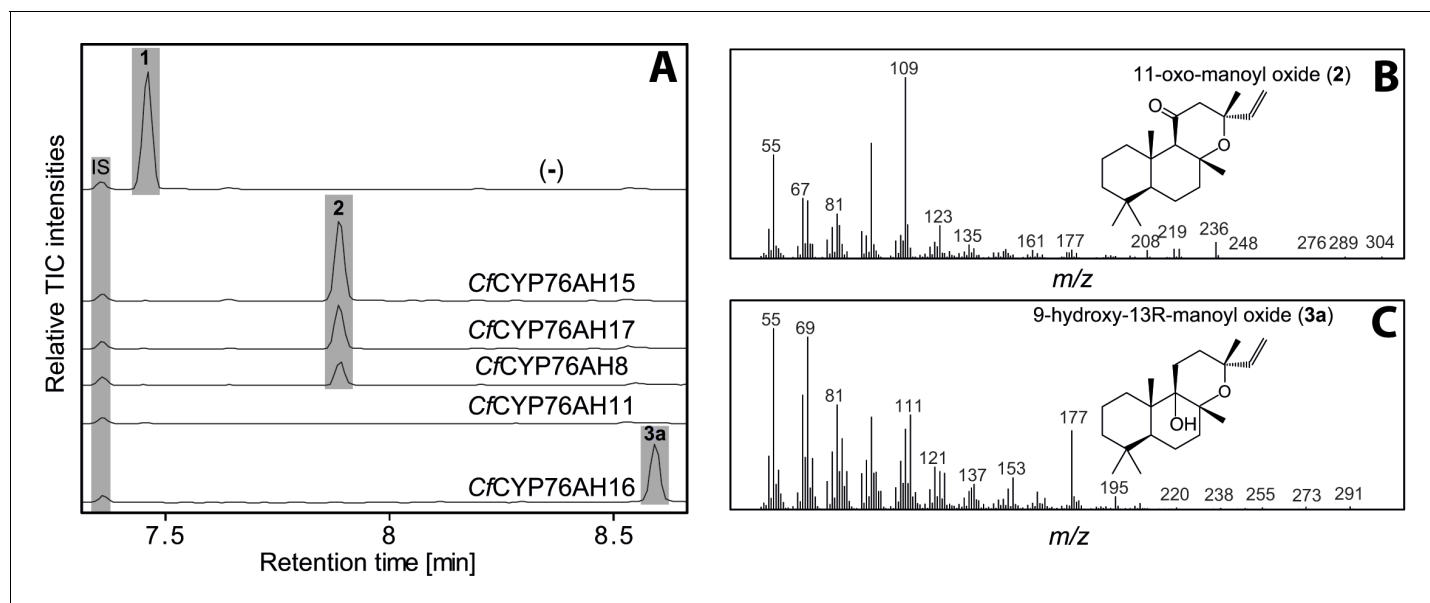 A
1
IS
(-)
2
CfCYP76AH15
CfCYP76AH17
CfCYP76AH8
CfCYP76AH11
3a
CfCYP76AH16
Relative TIC intensities
7.5
8
8.5
Retention time [min]
B
11-oxo-manoyl oxide (2)
109
55
67
81
123
135
161
177
208
219
236
248
276
289
304
O
O
m/z
C
9-hydroxy-13R-manoyl oxide (3a)
55
69
81
111
121
137
153
177
195
220
238
255
273
291
O
OH
m/z